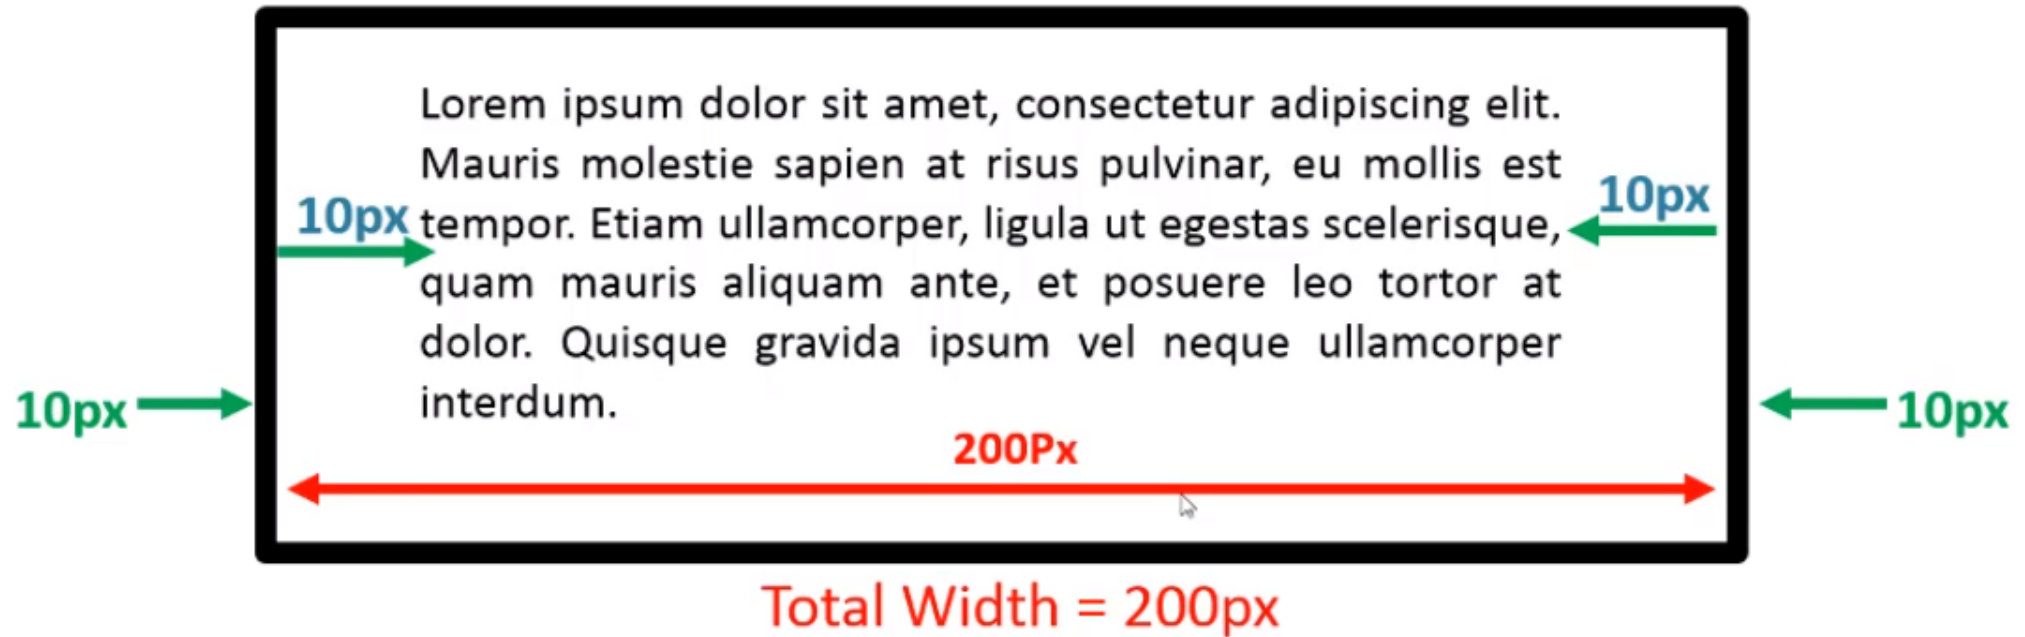 Lorem ipsum dolor sit amet, consectetur adipiscing elit.
Mauris molestie sapien at risus pulvinar, eu mollis est
10px
tempor. Etiam ullamcorper, ligula ut egestas scelerisque,
10px
quam mauris aliquam ante, et posuere leo tortor at
dolor. Quisque gravida ipsum vel neque ullamcorper
interdum.
10px
10px
200Px
Total Width = 200px